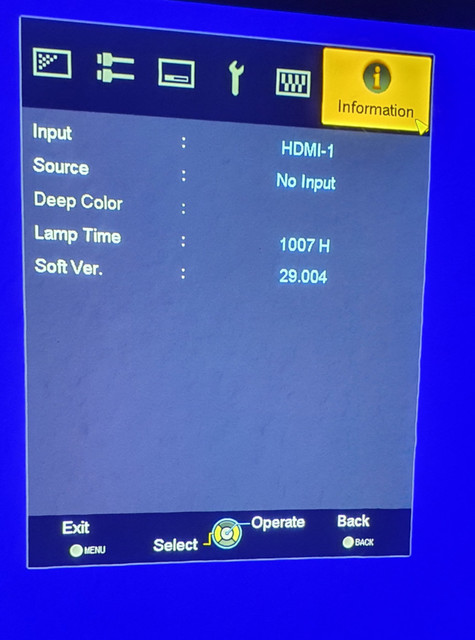 Information
Input : HDMI-1
Source : No Input
Deep Color :
Lamp Time : 1007 H
Soft Ver. : 29.004
Exit Operate Back
MENU Select BACK